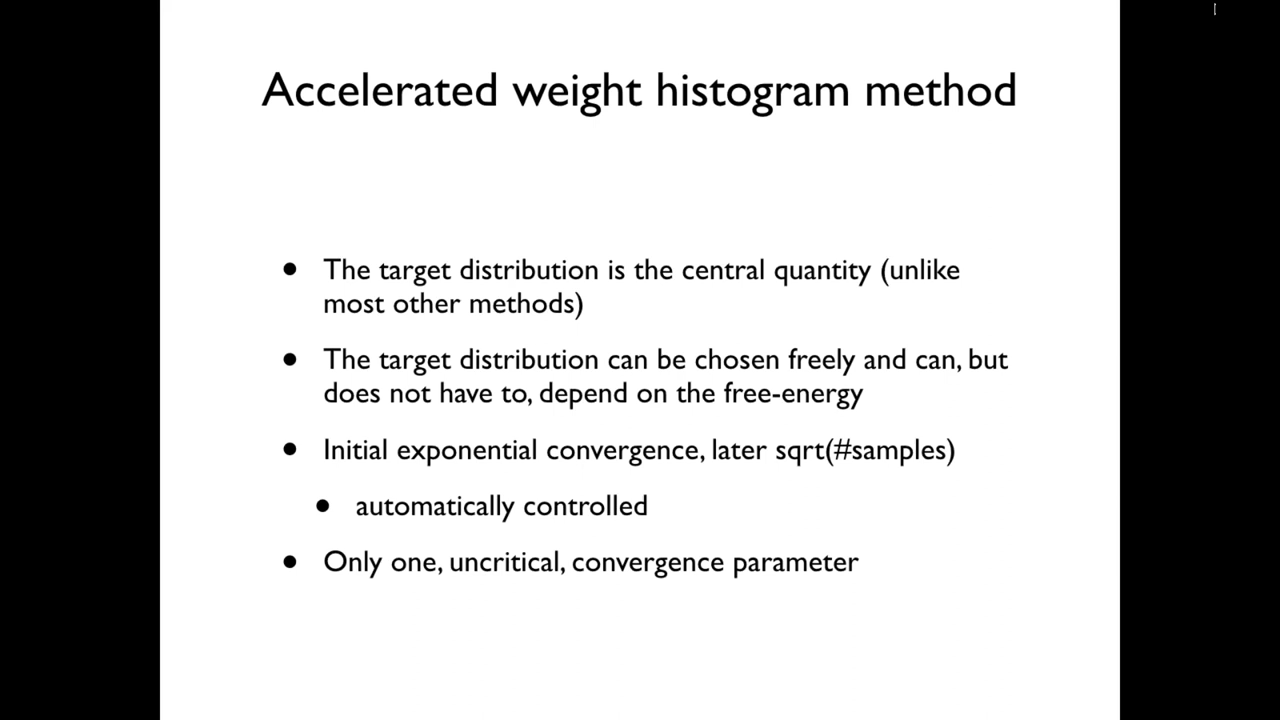 Accelerated weight histogram method
• The target distribution is the central quantity (unlike
most other methods)
• The target distribution can be chosen freely and can, but
does not have to, depend on the free-energy
• Initial exponential convergence, later sqrt(#samples)
• automatically controlled
• Only one, uncritical, convergence parameter